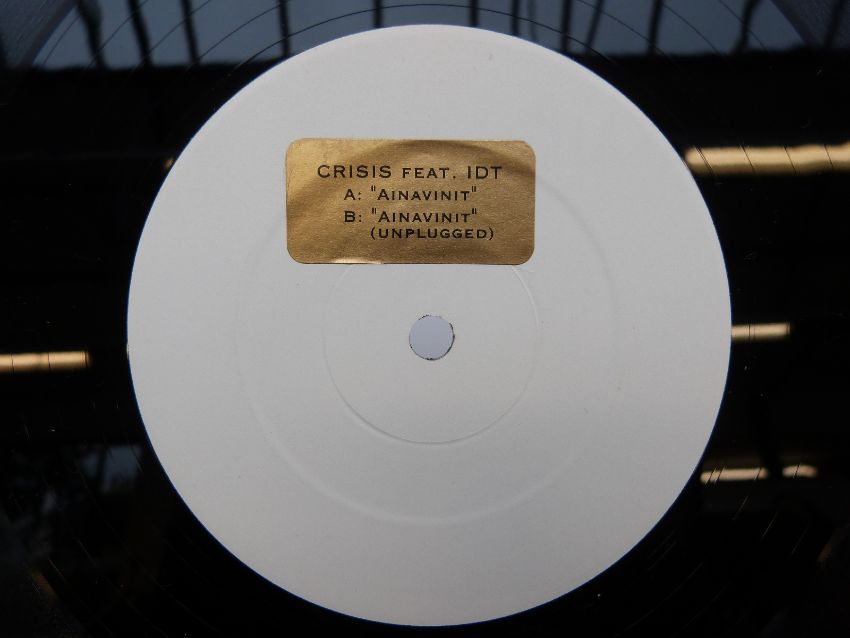 CRISIS FEAT. IDT
A: "AINAVINIT"
B: "AINAVINIT"
(UNPLUGGED)